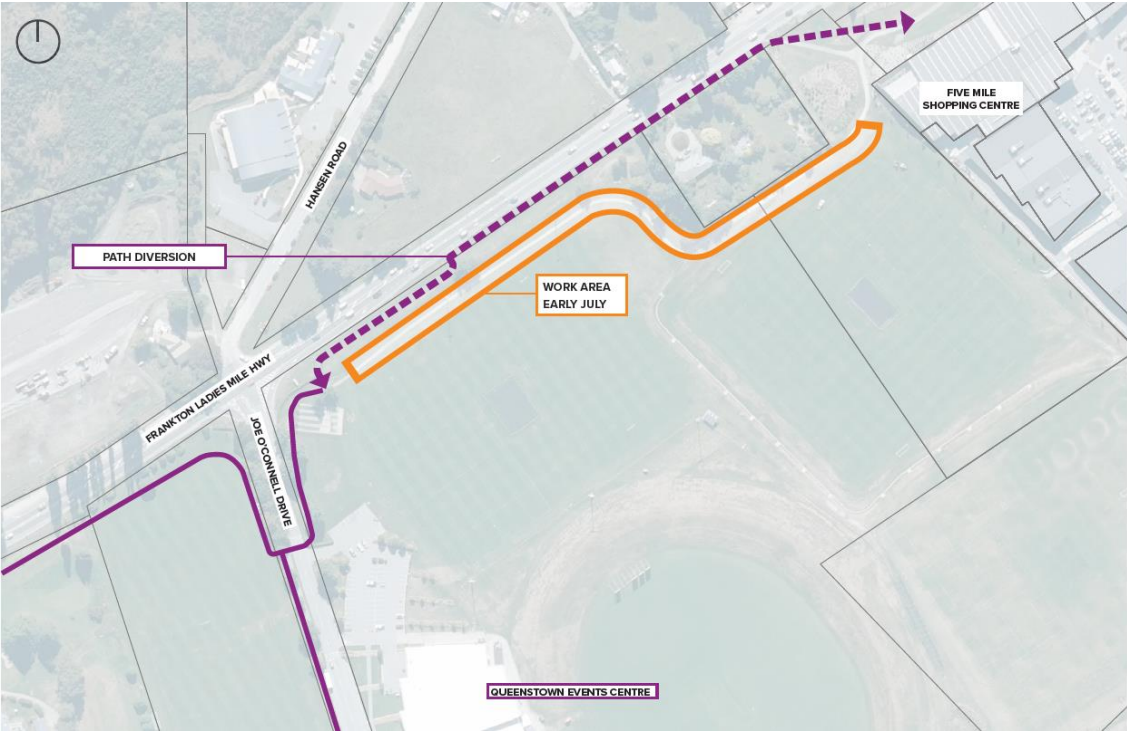 FIVE MILE
SHOPPING CENTRE
HANSEN ROAD
PATH DIVERSION
WORK AREA
EARLY JULY
FRANKTON LADIES MILE HWY
JOE O'CONNELL DRIVE
QUEENSTOWN EVENTS CENTRE